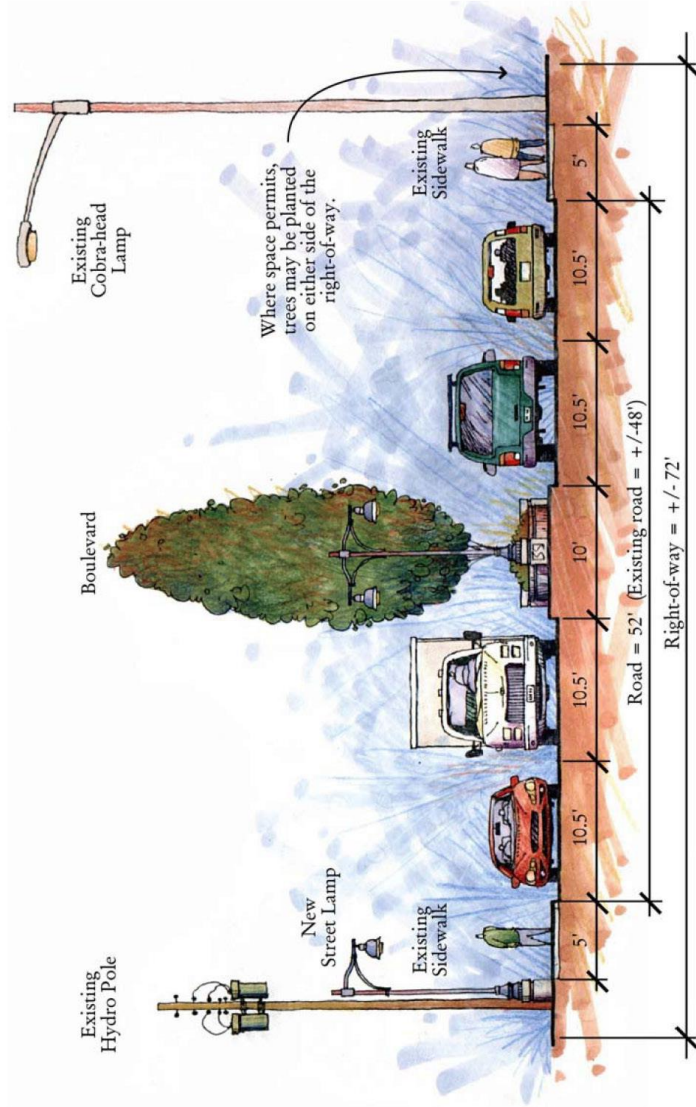 Existing
Hydro Pole
New
Street Lamp
Existing
Sidewalk
Boulevard
Existing
Cobra-head
Lamp
Where space permits,
trees may be planted
on either side of the
right-of-way.
Existing
Sidewalk
5'
10.5'
10.5'
10'
10.5'
10.5'
5'
Road = 52' (Existing road = +/-48')
Right-of-way = +/-72'